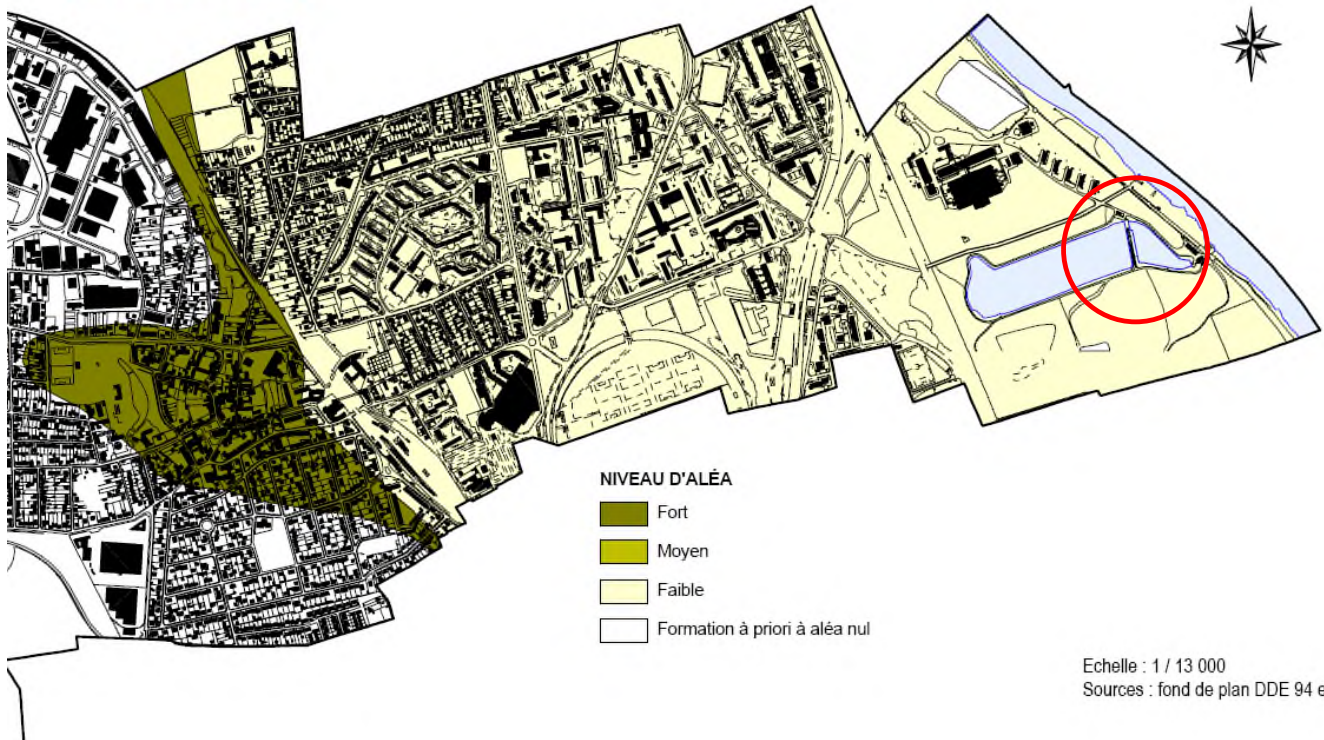 NIVEAU D'ALÉA
Fort
Moyen
Faible
Formation à priori à aléa nul
Echelle : 1 / 13 000
Sources : fond de plan DDE 94 e